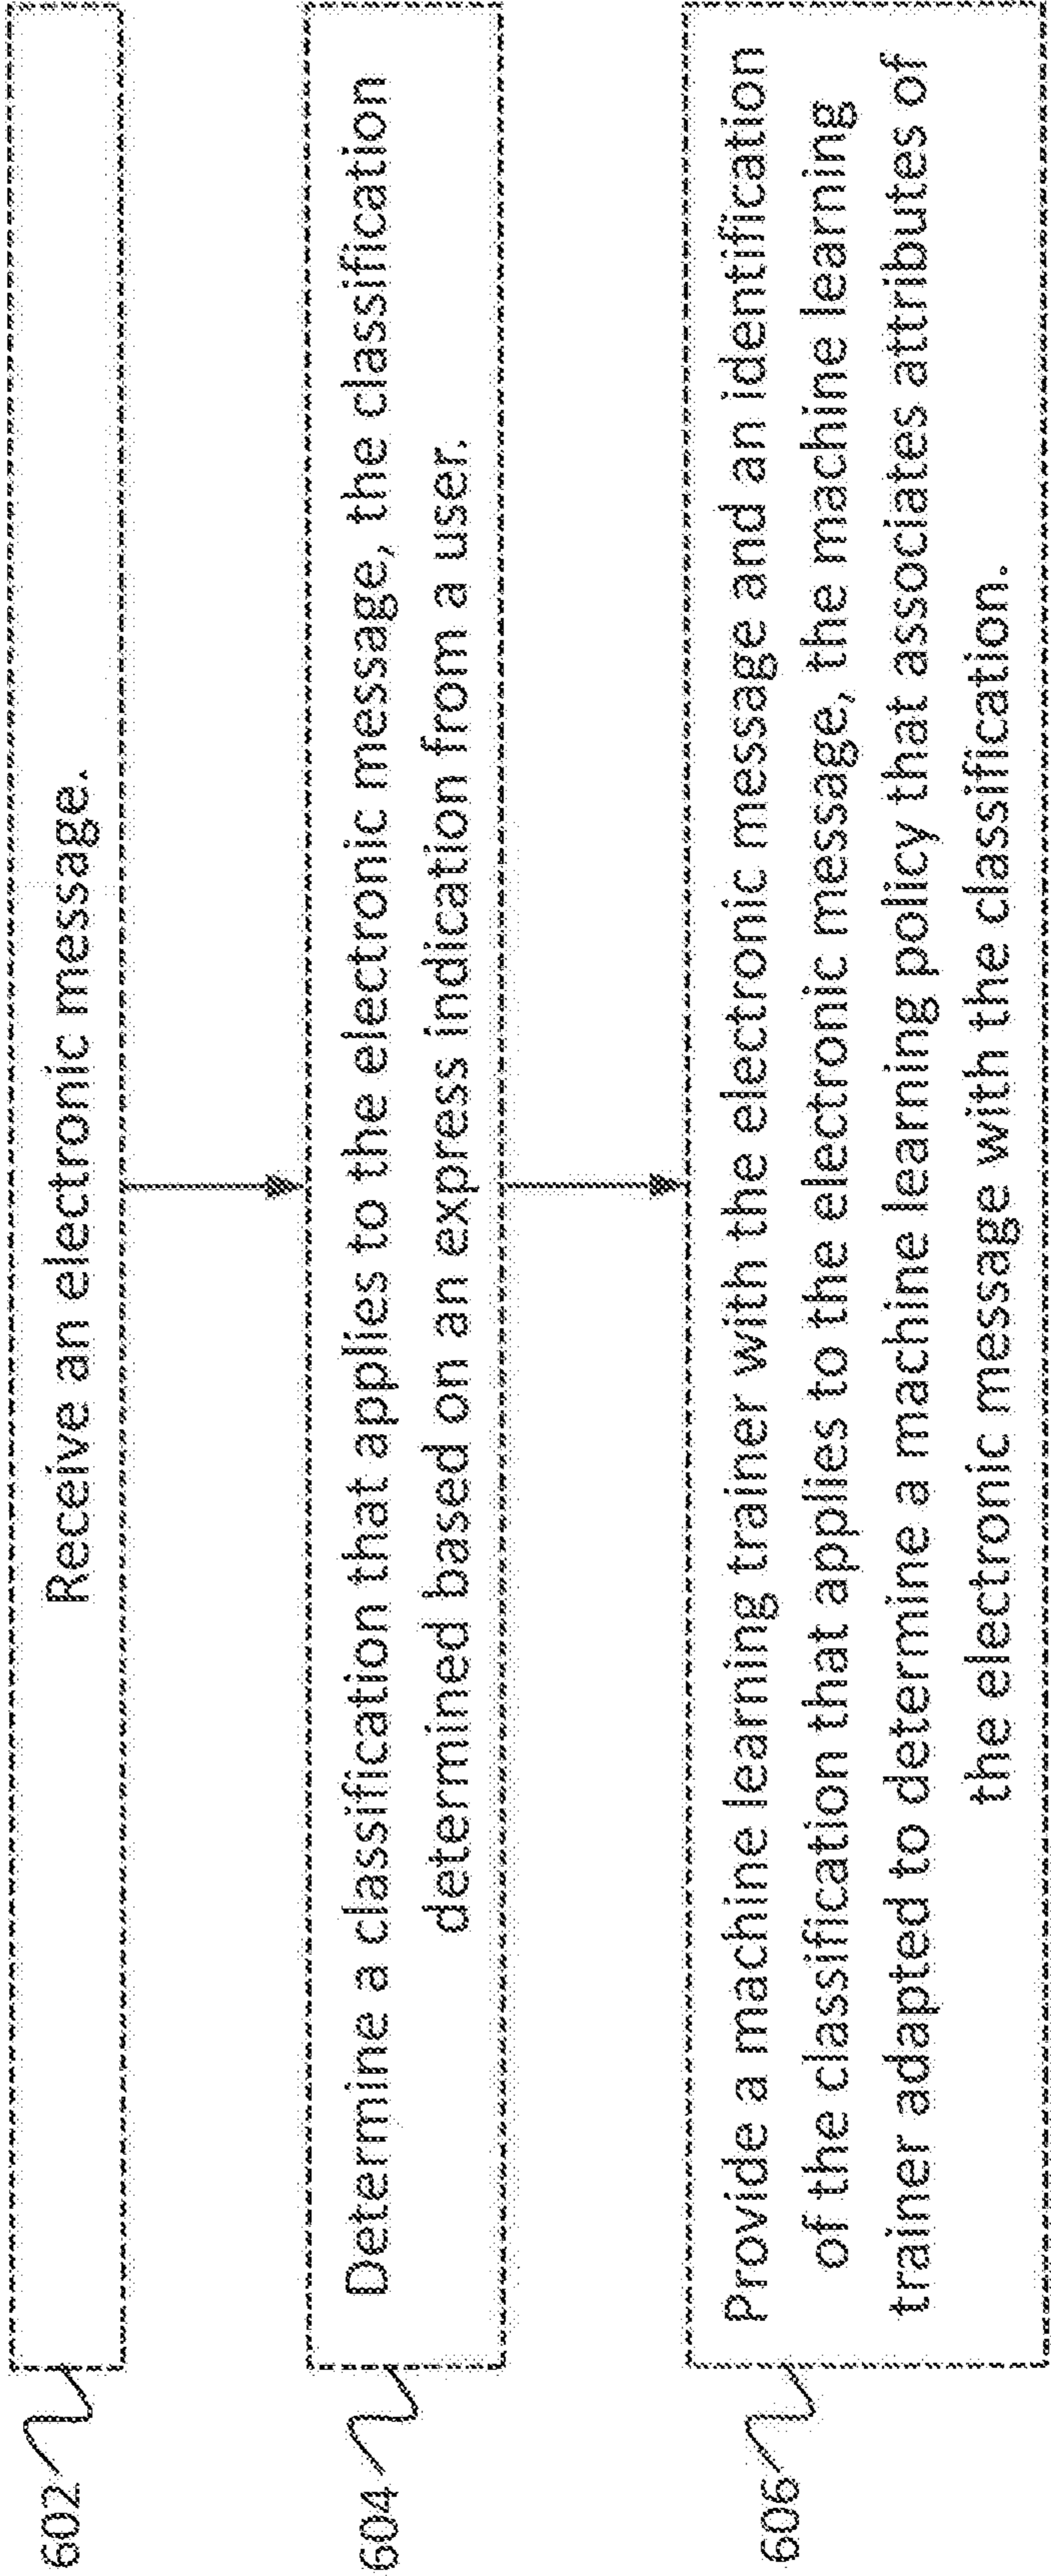 602
Receive an electronic message.
604
Determine a classification that applies to the electronic message, the classification
determined based on an express indication from a user.
606
Provide a machine learning trainer with the electronic message and an identification
of the classification that applies to the electronic message, the machine learning
trainer adapted to determine a machine learning policy that associates attributes of
the electronic message with the classification.